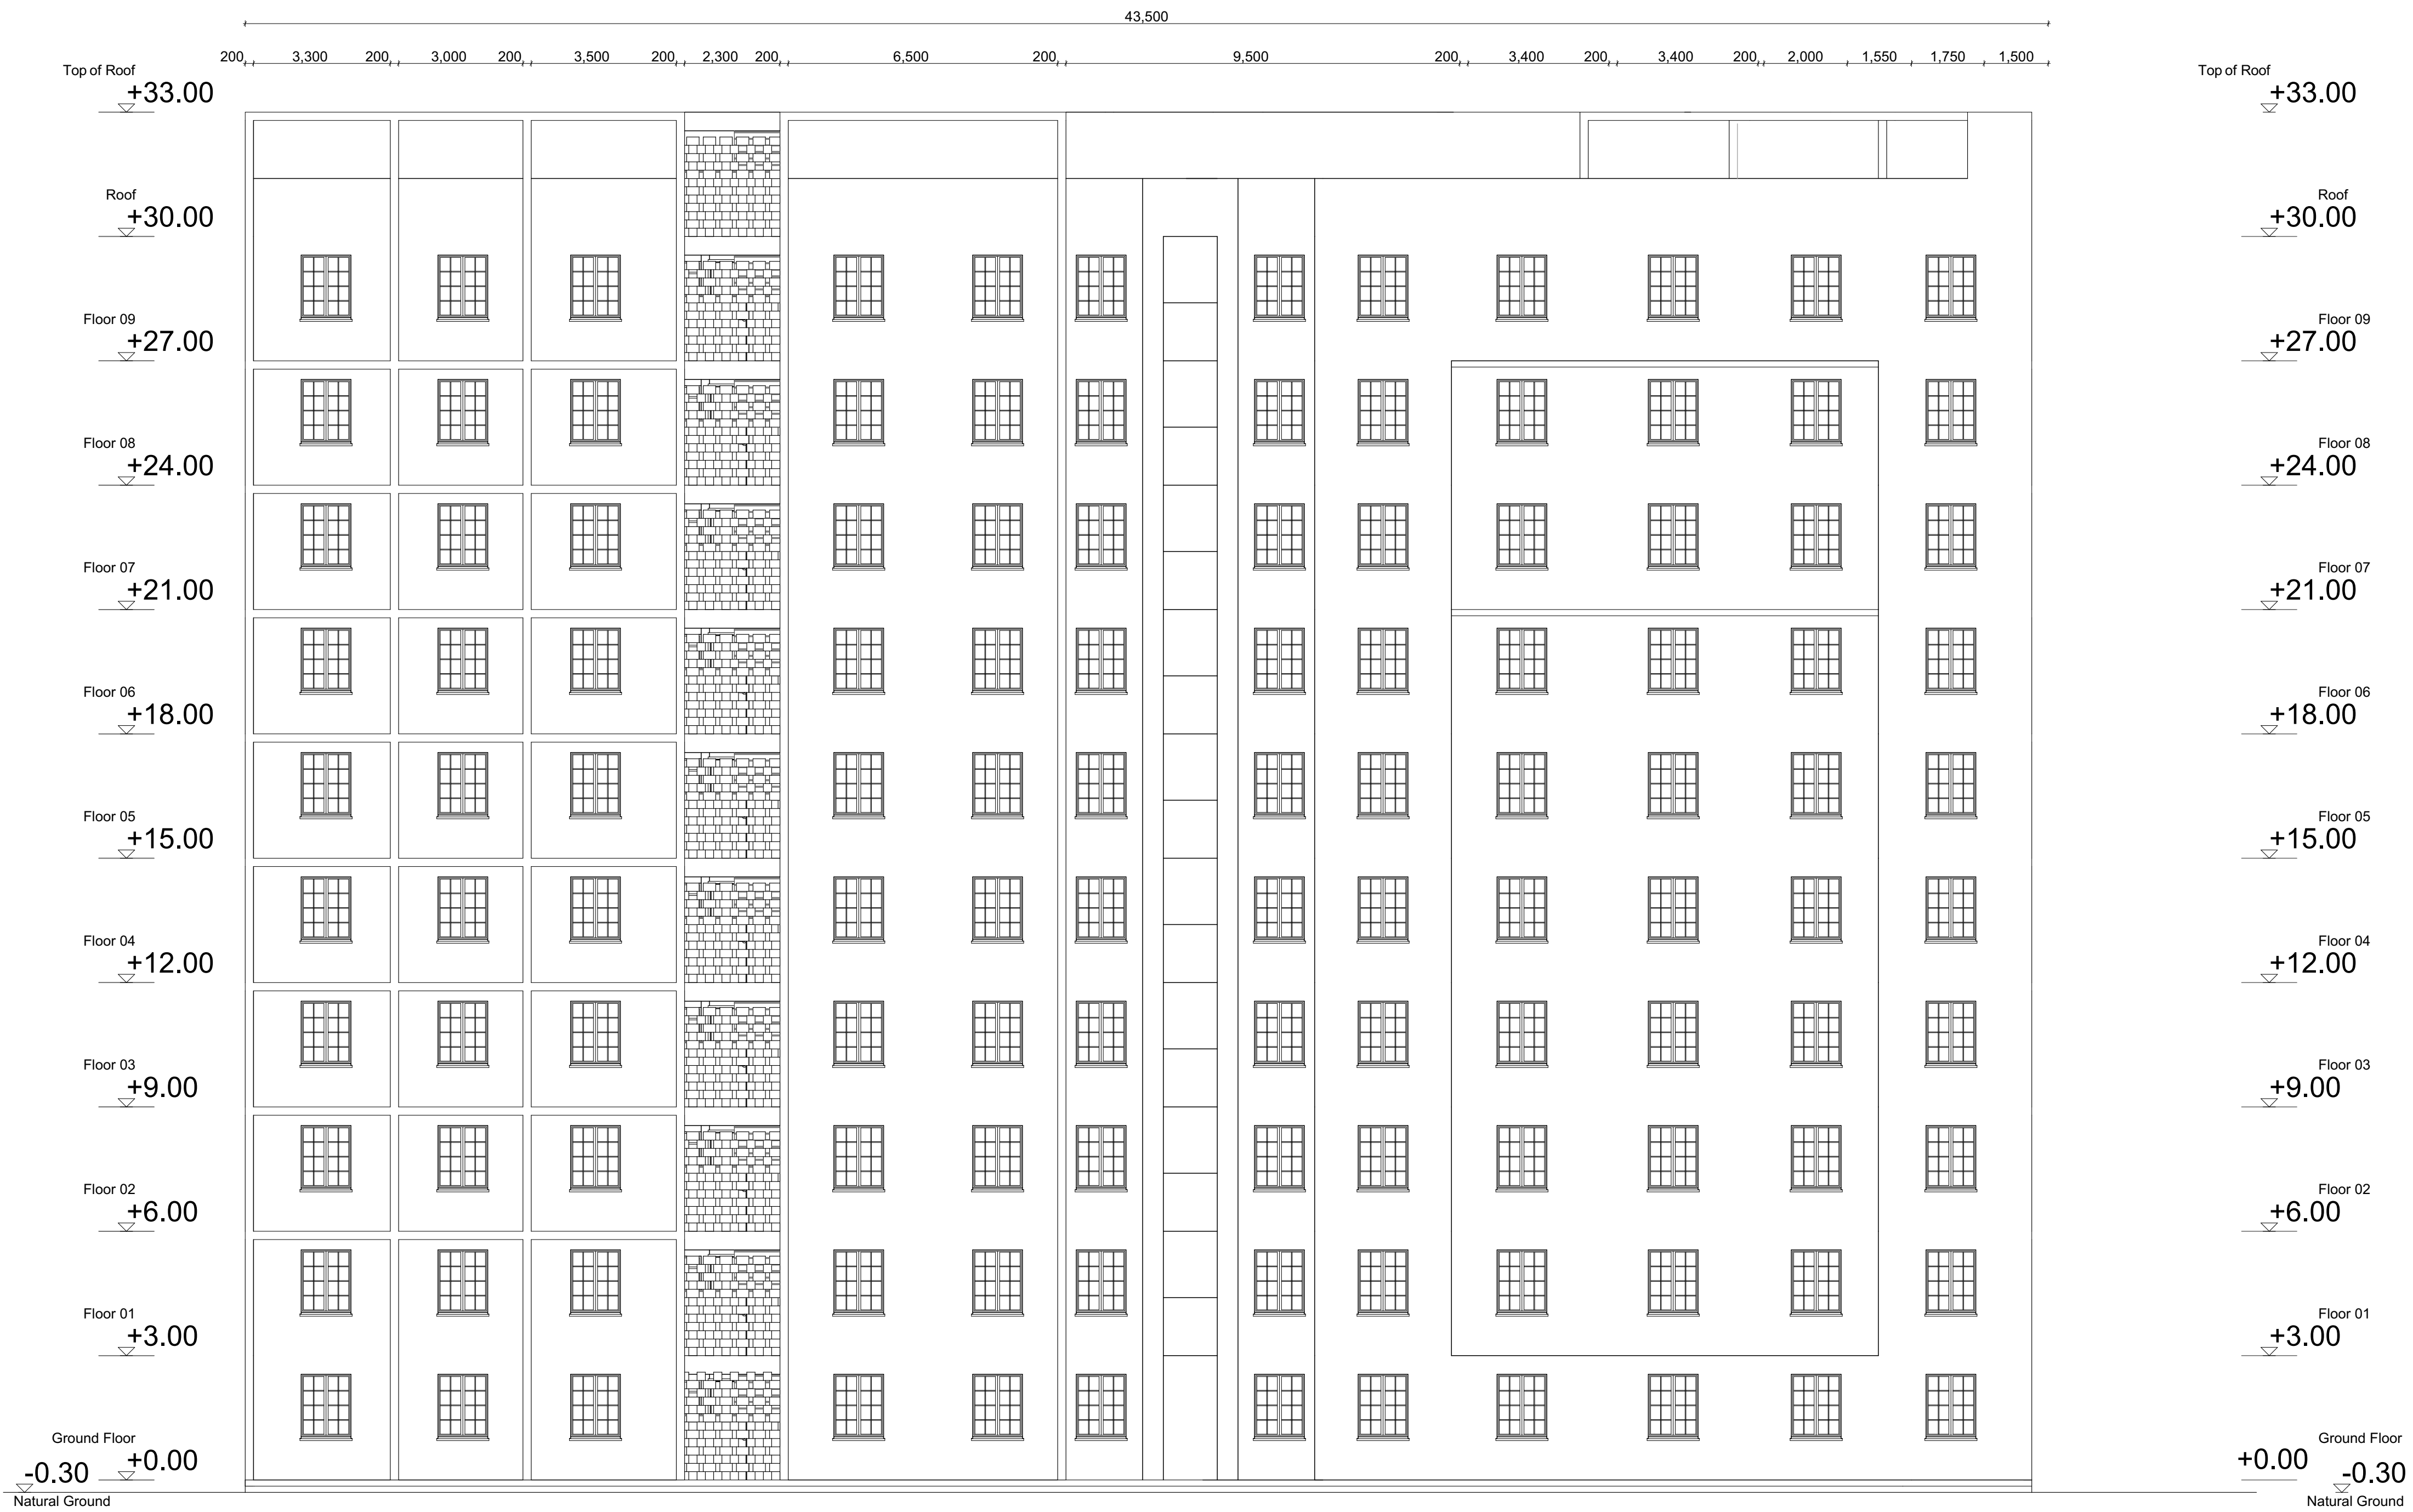 43,500
200 3,300 200 3,000 200 3,500 200 2,300 200 6,500 200 9,500 200 3,400 200 3,400 200 2,000 1,550 1,750 1,500
Top of Roof
+33.00
Top of Roof
+33.00
Roof
+30.00
Roof
+30.00
Floor 09
+27.00
Floor 09
+27.00
Floor 08
+24.00
Floor 08
+24.00
Floor 07
+21.00
Floor 07
+21.00
Floor 06
+18.00
Floor 06
+18.00
Floor 05
+15.00
Floor 05
+15.00
Floor 04
+12.00
Floor 04
+12.00
Floor 03
+9.00
Floor 03
+9.00
Floor 02
+6.00
Floor 02
+6.00
Floor 01
+3.00
Floor 01
+3.00
Ground Floor
+0.00
-0.30
Natural Ground
Ground Floor
+0.00
-0.30
Natural Ground